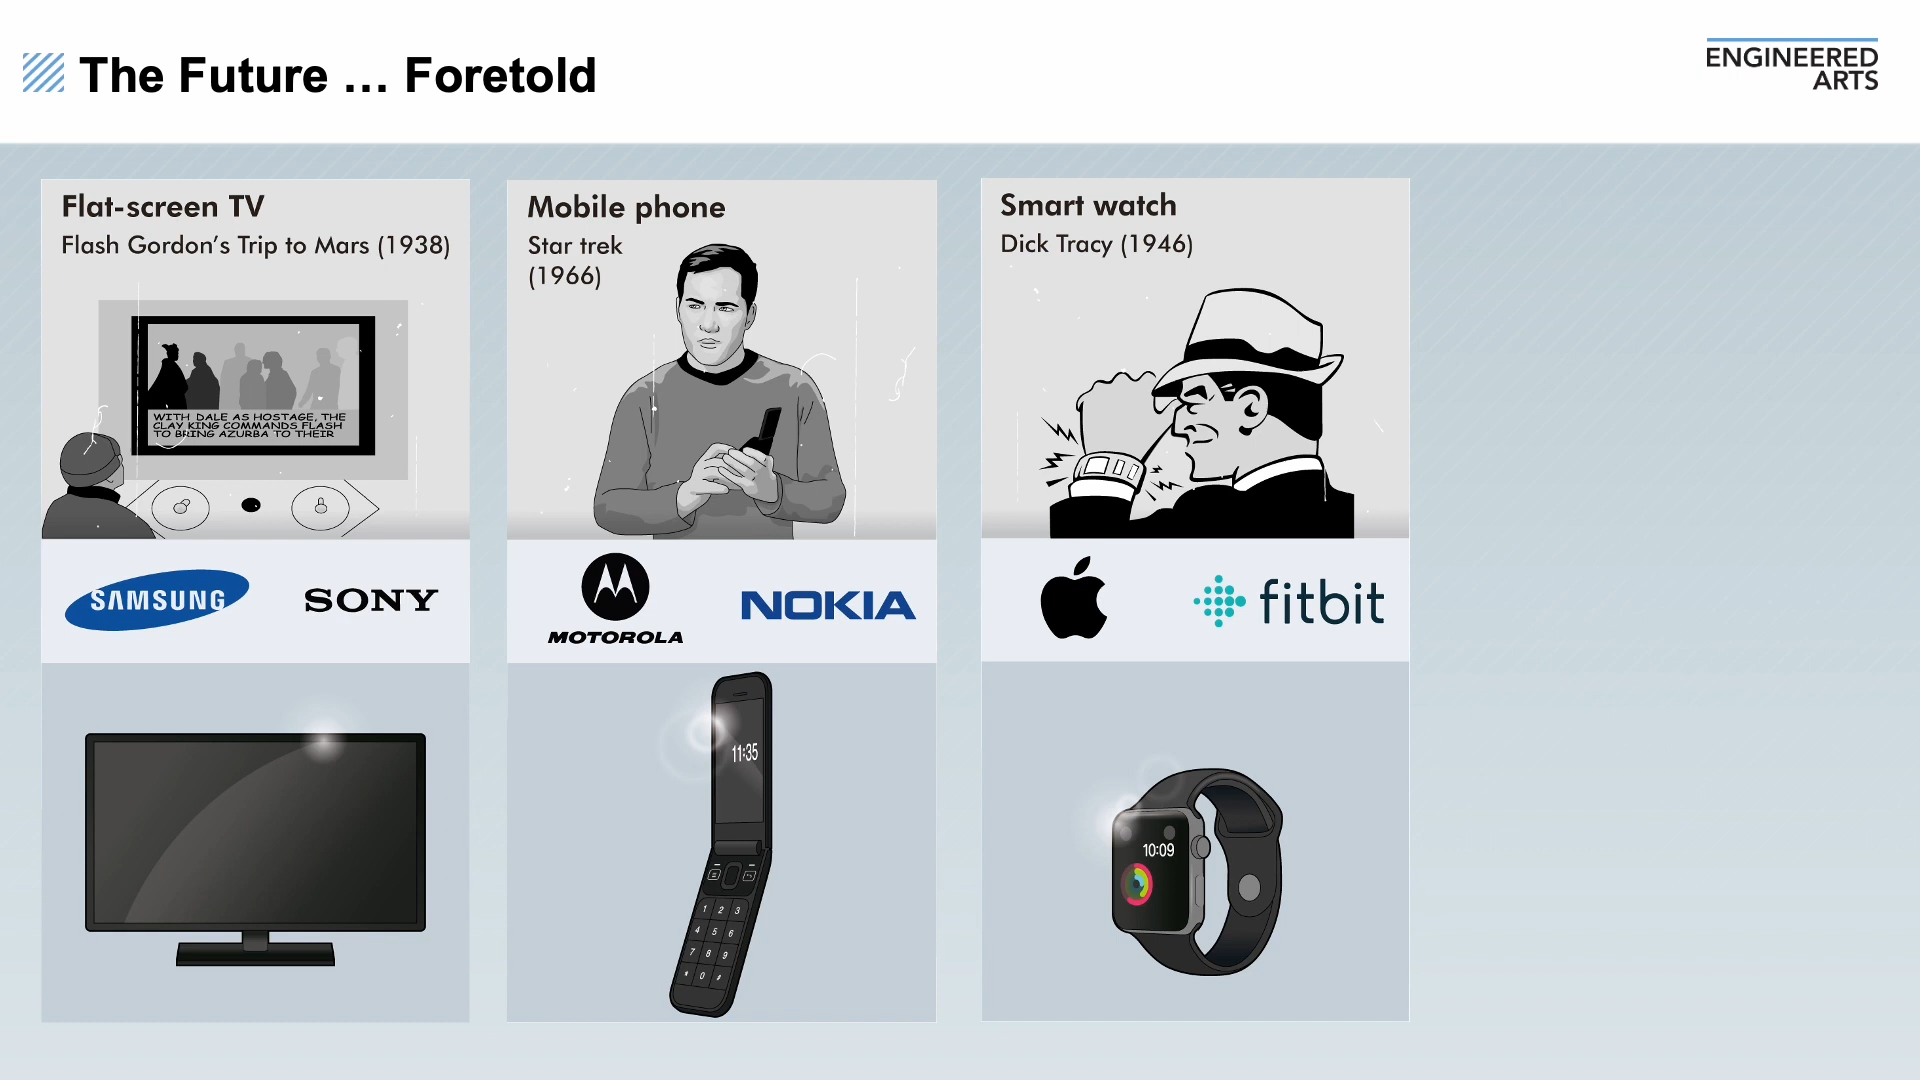 The Future ... Foretold
ENGINEERED
ARTS
Flat-screen TV
Flash Gordon's Trip to Mars (1938)
WITH DALE AS HOSTAGE, THE
CLAY KING COMMANDS FLASH
TO BRING AZURBA TO THEIR
SAMSUNG
SONY
Mobile phone
Star trek
(1966)
MOTOROLA
NOKIA
11:35
1 2 3
4 5 6
7 8 9
* 0 #
Smart watch
Dick Tracy (1946)
fitbit
10:09